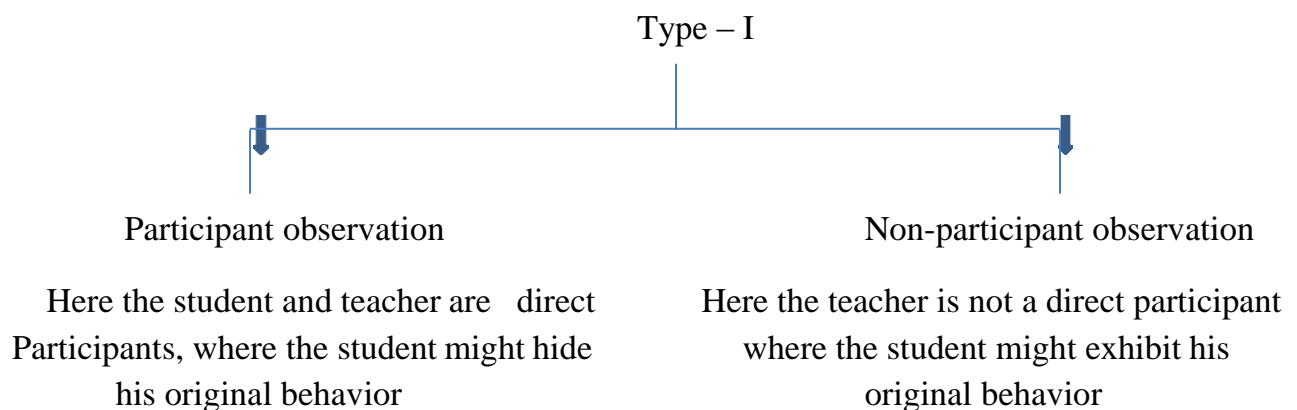 Type – I
Participant observation
Here the student and teacher are direct
Participants, where the student might hide
his original behavior
Non-participant observation
Here the teacher is not a direct participant
where the student might exhibit his
original behavior